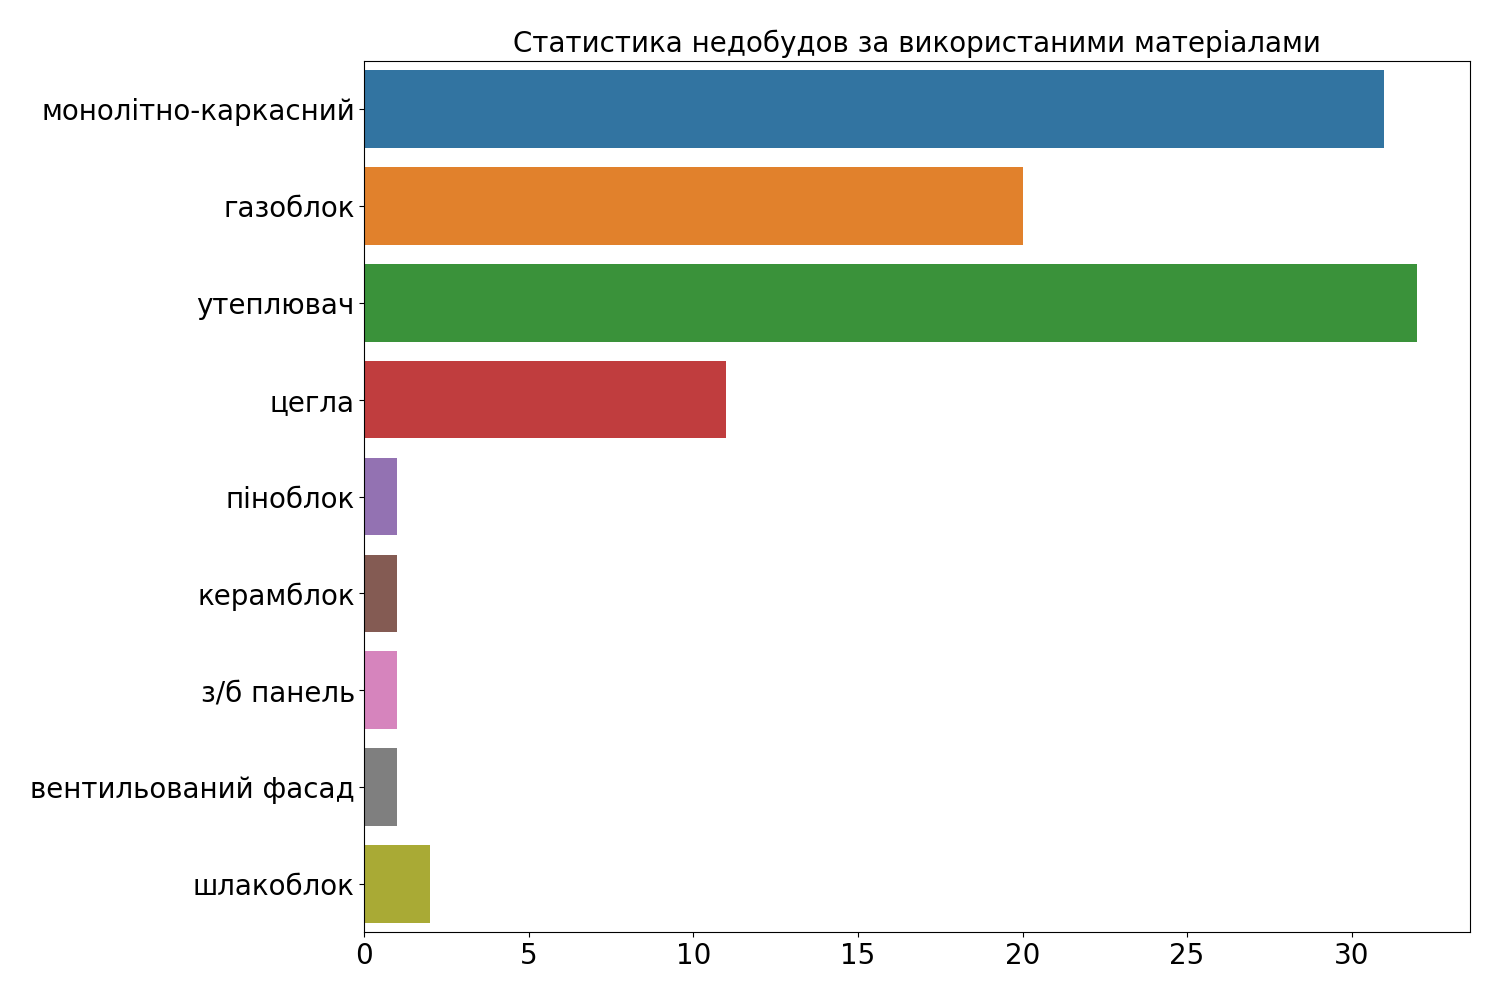 Статистика недобудов за використаними матеріалами
монолітно-каркасний
газоблок
утеплювач
цегла
піноблок
керамблок
з/б панель
вентильований фасад
шлакоблок
0 5 10 15 20 25 30